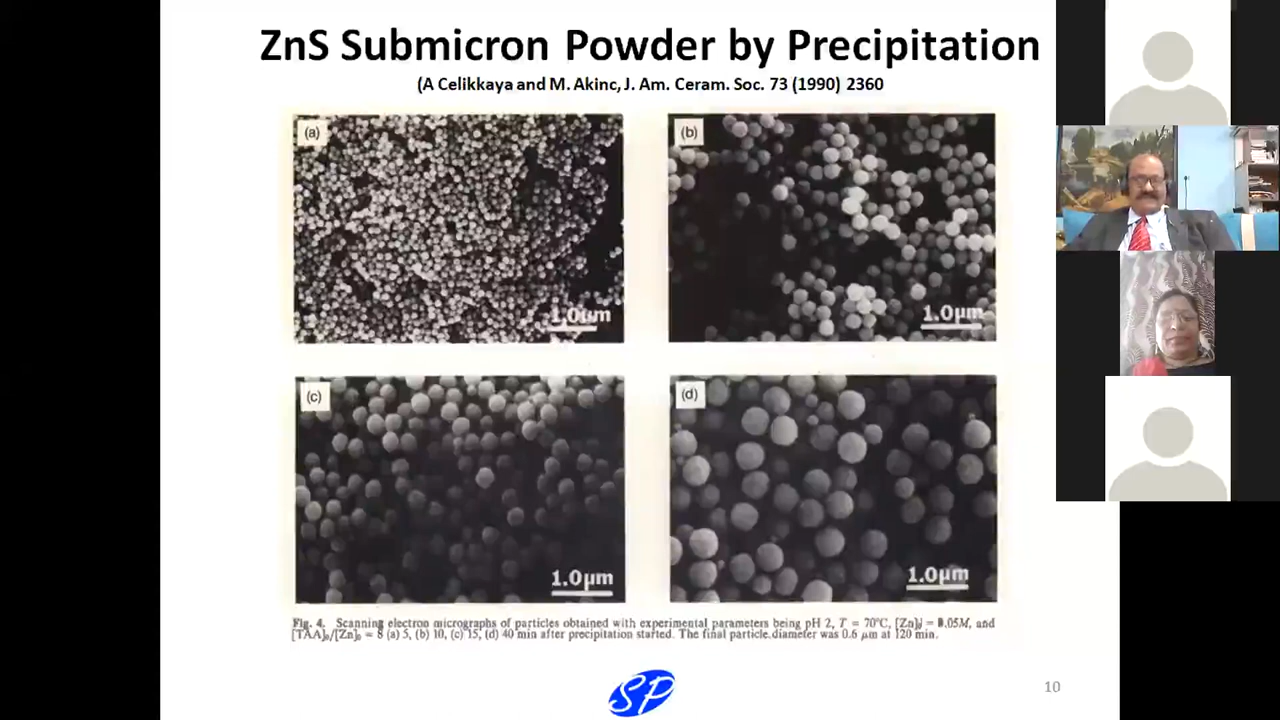 ZnS Submicron Powder by Precipitation
(A Celikkaya and M. Akinc, J. Am. Ceram. Soc. 73 (1990) 2360
(a)
1.0μm
(b)
1.0μm
(c)
1.0μm
(d)
1.0μm
Fig. 4. Scanning electron micrographs of particles obtained with experimental parameters being pH 2, T = 70°C, [Zn] = 0.05M, and
[TAA]₀/[Zn]₀ = 8 (a) 5, (b) 10, (c) 15, (d) 40 min after precipitation started. The final particle diameter was 0.6 μm at 120 min.
SP
10